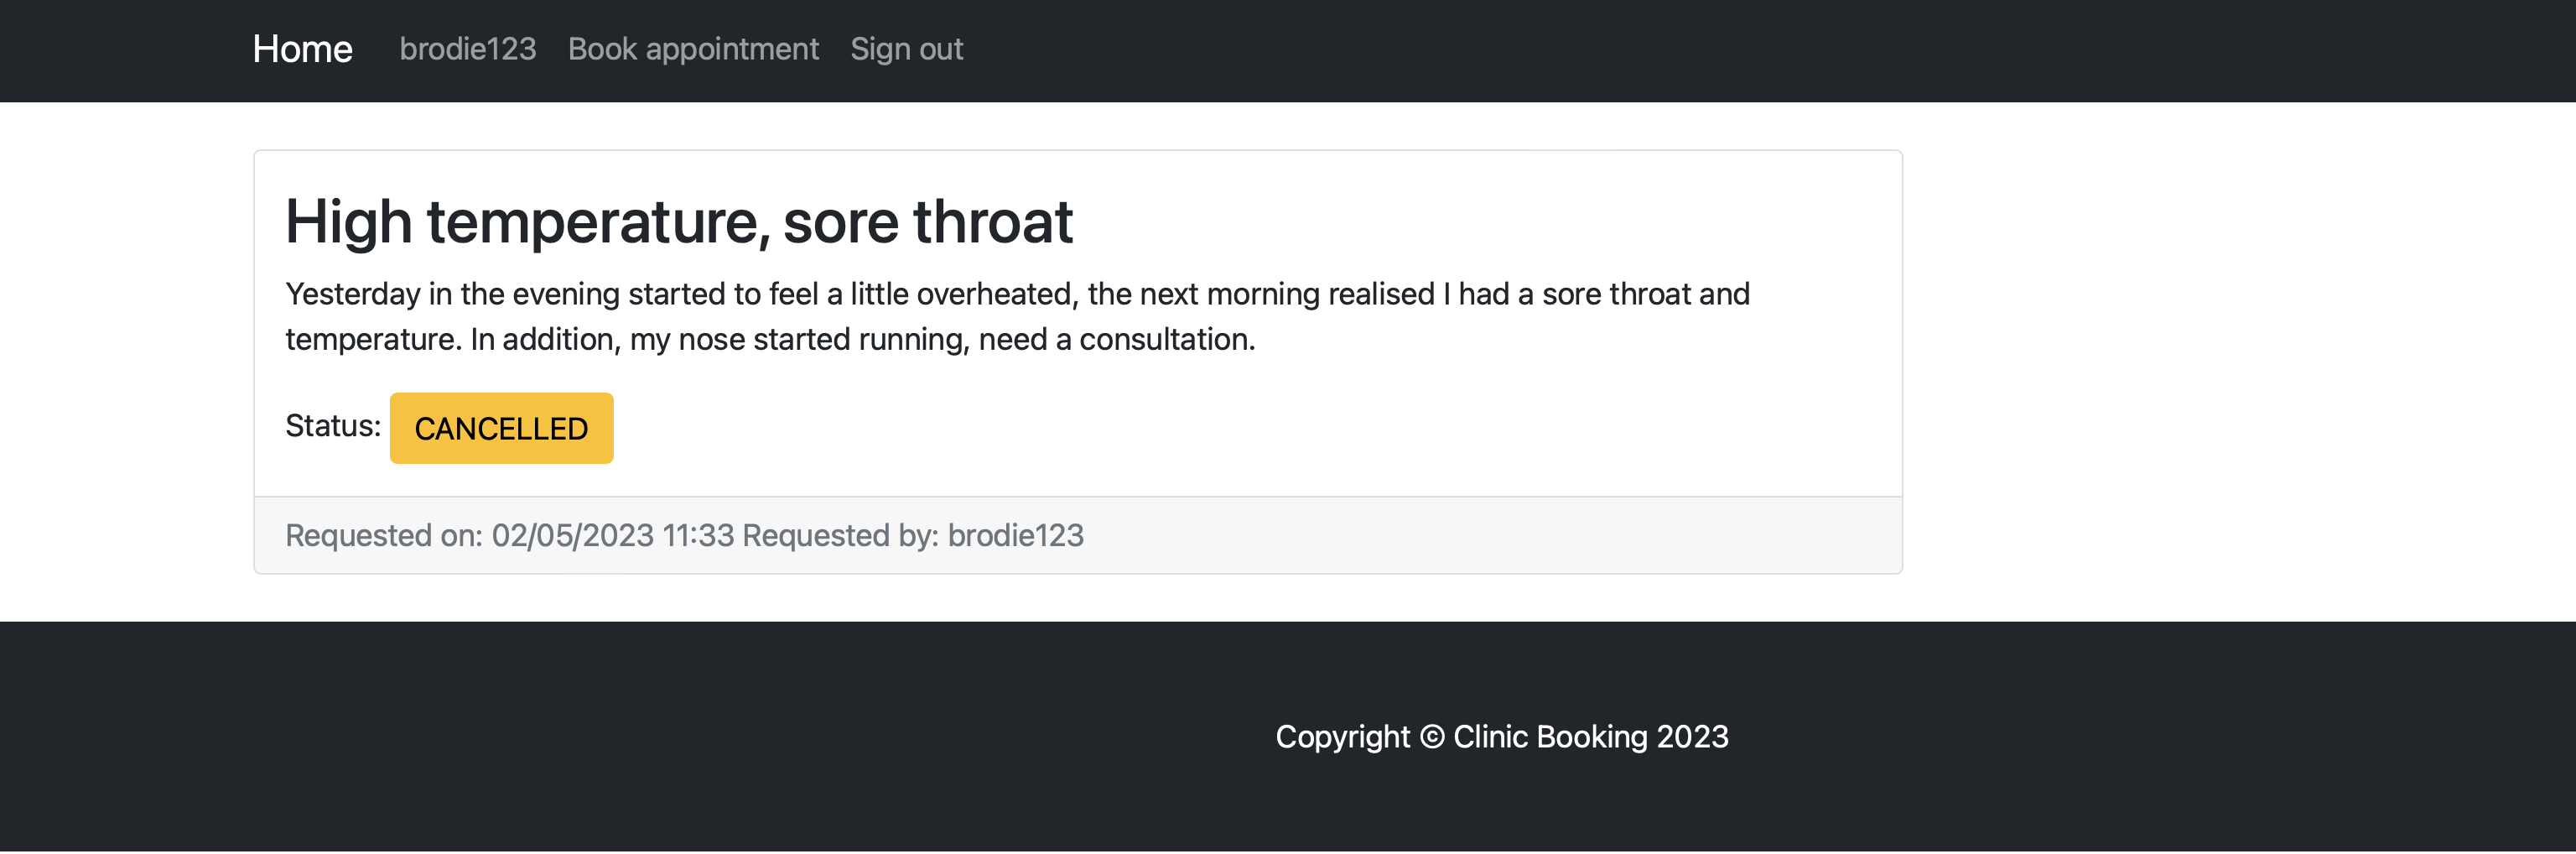 Home brodie123 Book appointment Sign out
High temperature, sore throat
Yesterday in the evening started to feel a little overheated, the next morning realised I had a sore throat and
temperature. In addition, my nose started running, need a consultation.
Status: CANCELLED
Requested on: 02/05/2023 11:33 Requested by: brodie123
Copyright © Clinic Booking 2023